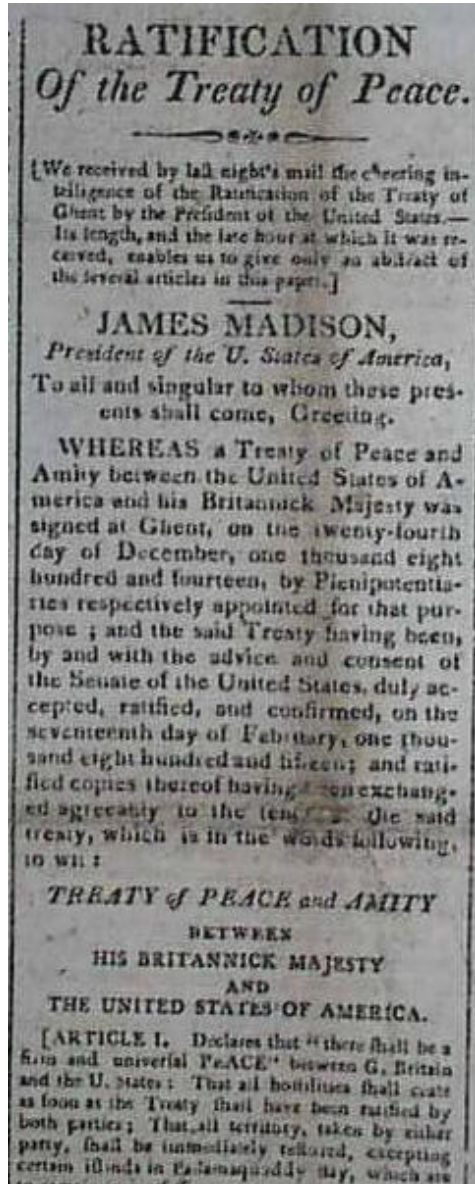 RATIFICATION
Of the Treaty of Peace.
[We received by laſt night's mail the cheering in-
telligence of the Ratification of the Treaty of
Ghent by the Preſident of the United States.—
Its length, and the late hour at which it was re-
ceived, enables us to give only an abſtract of
the ſeveral articles in this paper.]
JAMES MADISON,
President of the U. States of America,
To all and singular to whom these pres-
ents shall come, Greeting.
WHEREAS a Treaty of Peace and
Amity between the United States of A-
merica and his Britannick Majesty was
signed at Ghent, on the twenty-fourth
day of December, one thousand eight
hundred and fourteen, by Plenipotentia-
ries respectively appointed for that pur-
pose ; and the said Treaty having been,
by and with the advice and consent of
the Senate of the United States, duly ac-
cepted, ratified, and confirmed, on the
seventeenth day of February, one thou-
sand eight hundred and fifteen; and rati-
fied copies thereof having been exchang-
ed agreeably to the the said
treaty, which is in the words following,
to wit :
TREATY of PEACE and AMITY
BETWEEN
HIS BRITANNICK MAJESTY
AND
THE UNITED STATES OF AMERICA.
[ARTICLE I. Declares that "there ſhall be a
firm and univerſal PEACE" between G. Britain
and the U. States : That all hoſtilities ſhall ceaſe
as ſoon as the Treaty ſhall have been ratified by
both parties ; That all territory, taken by either
party, ſhall be immediately reſtored, excepting
certain iſlands in Paſſamaquoddy Bay, which are